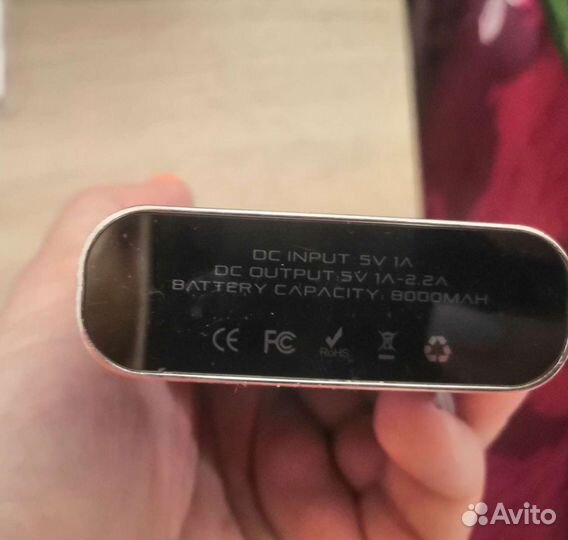 DC INPUT 5V 1A
DC OUTPUT:5V 1A-2.2A
BATTERY CAPACITY: 8000MAH
CE FC RoHS
Avito